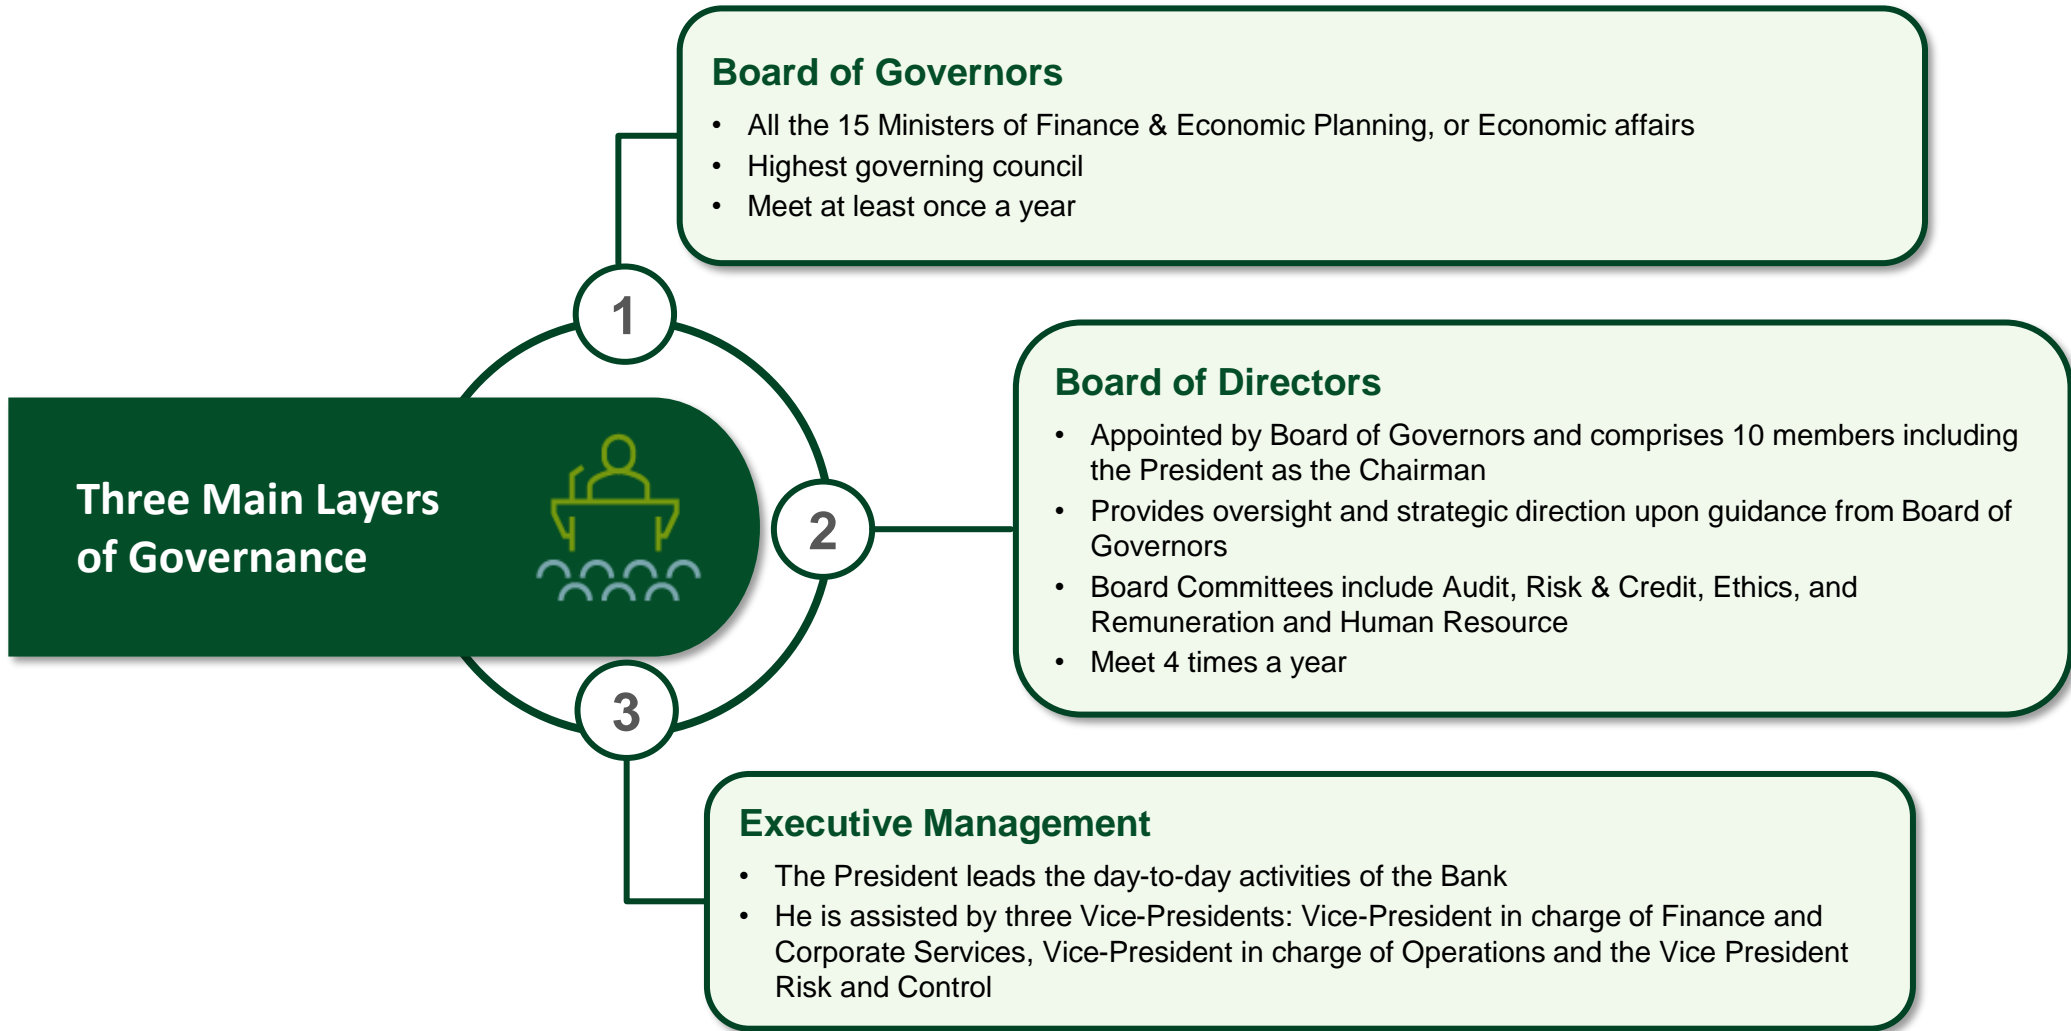 Board of Governors
• All the 15 Ministers of Finance & Economic Planning, or Economic affairs
• Highest governing council
• Meet at least once a year
1
Three Main Layers
of Governance
2
Board of Directors
• Appointed by Board of Governors and comprises 10 members including
the President as the Chairman
• Provides oversight and strategic direction upon guidance from Board of
Governors
• Board Committees include Audit, Risk & Credit, Ethics, and
Remuneration and Human Resource
• Meet 4 times a year
3
Executive Management
• The President leads the day-to-day activities of the Bank
• He is assisted by three Vice-Presidents: Vice-President in charge of Finance and
Corporate Services, Vice-President in charge of Operations and the Vice President
Risk and Control